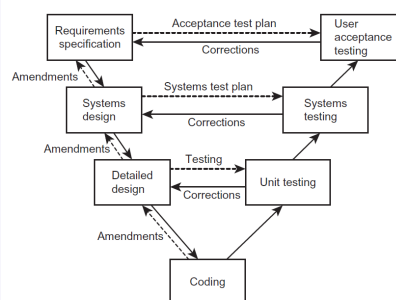 Requirements
specification
Acceptance test plan
Corrections
User
acceptance
testing
Amendments
Systems
design
Systems test plan
Corrections
Systems
testing
Amendments
Detailed
design
Testing
Corrections
Unit testing
Amendments
Coding